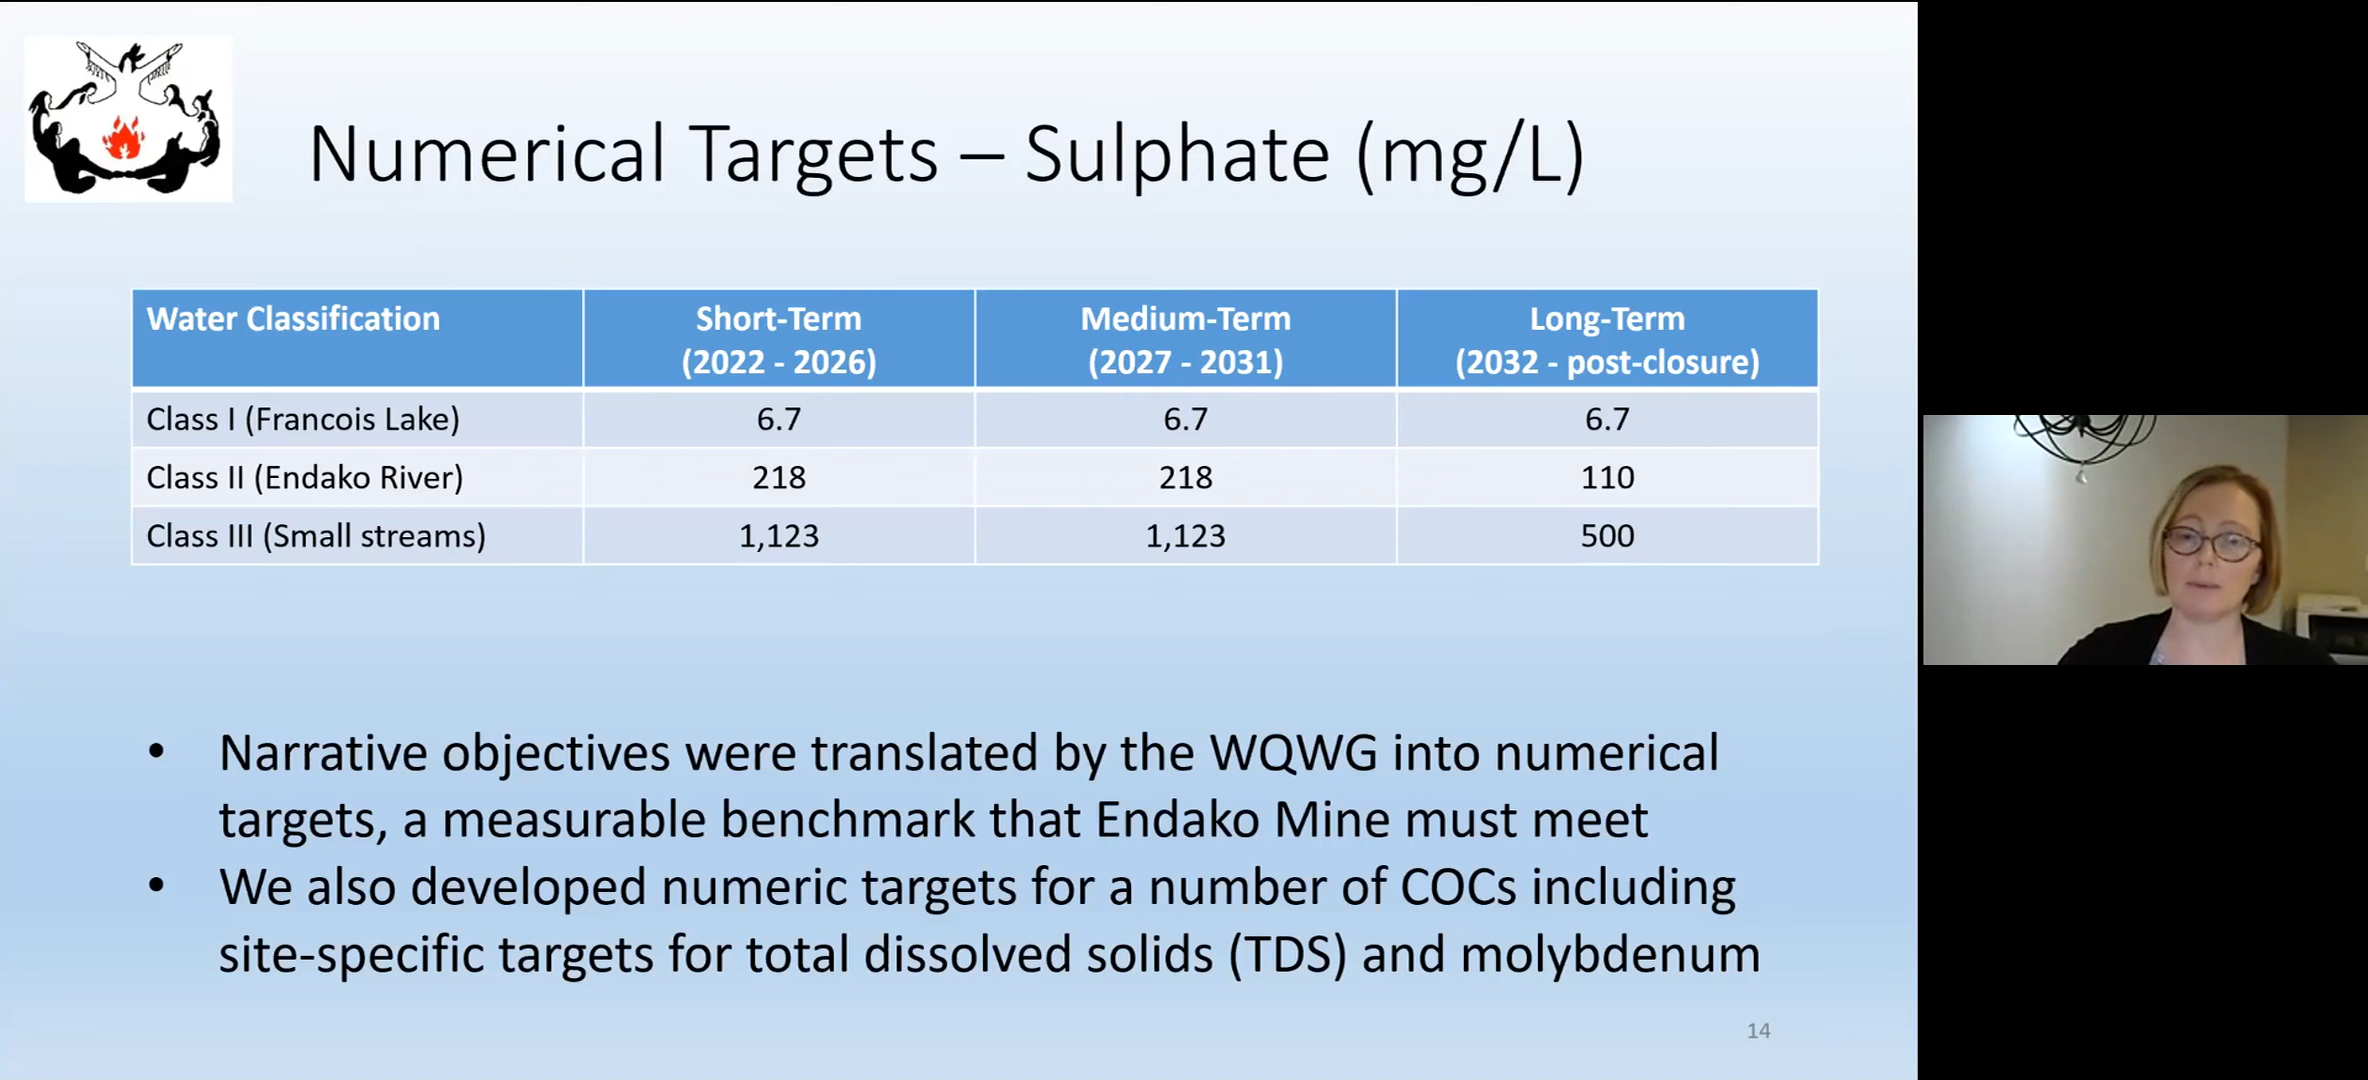 Numerical Targets – Sulphate (mg/L)
Water Classification
Short-Term
(2022 - 2026)
Medium-Term
(2027 - 2031)
Long-Term
(2032 - post-closure)
Class I (Francois Lake)
6.7
6.7
6.7
Class II (Endako River)
218
218
110
Class III (Small streams)
1,123
1,123
500
• Narrative objectives were translated by the WQWG into numerical
targets, a measurable benchmark that Endako Mine must meet
• We also developed numeric targets for a number of COCs including
site-specific targets for total dissolved solids (TDS) and molybdenum
14